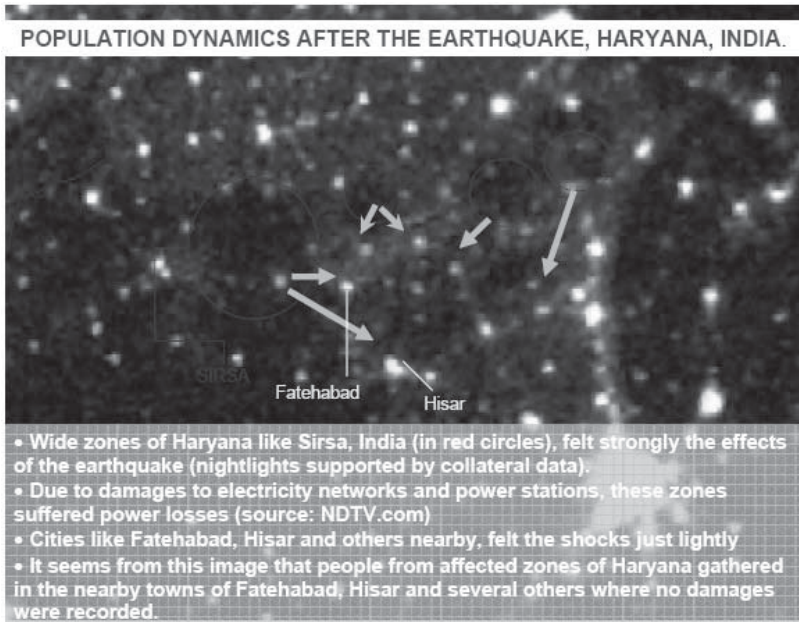 POPULATION DYNAMICS AFTER THE EARTHQUAKE, HARYANA, INDIA.
SIRSA
Fatehabad
Hisar
• Wide zones of Haryana like Sirsa, India (in red circles), felt strongly the effects
of the earthquake (nightlights supported by collateral data).
• Due to damages to electricity networks and power stations, these zones
suffered power losses (source: NDTV.com)
• Cities like Fatehabad, Hisar and others nearby, felt the shocks just lightly
• It seems from this image that people from affected zones of Haryana gathered
in the nearby towns of Fatehabad, Hisar and several others where no damages
were recorded.